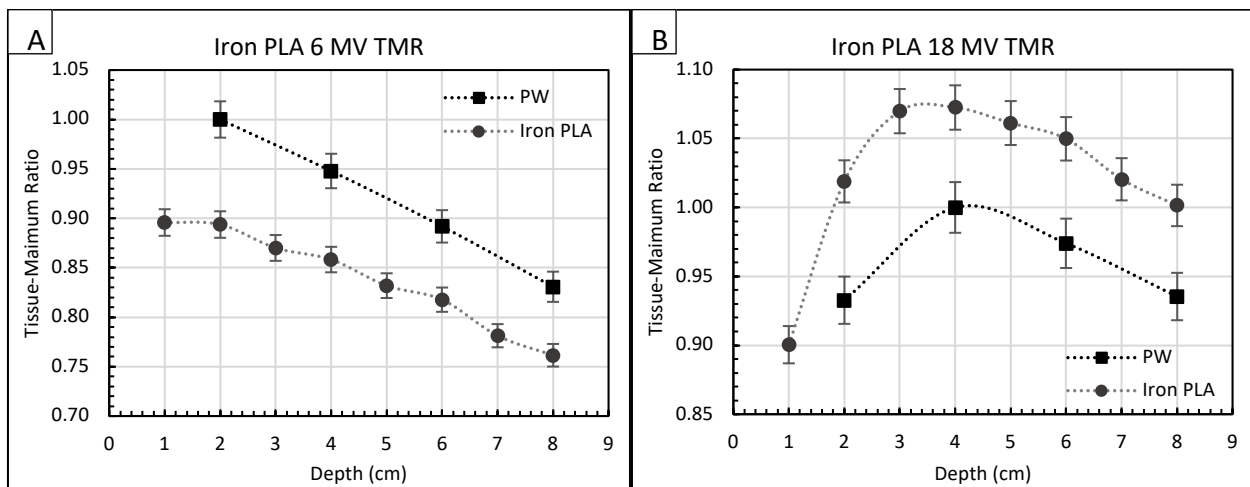 A
Iron PLA 6 MV TMR
1.05
1.00
0.95
0.90
0.85
0.80
0.75
0.70
Tissue-Maimum Ratio
PW
Iron PLA
0 1 2 3 4 5 6 7 8 9
Depth (cm)
B
Iron PLA 18 MV TMR
1.10
1.05
1.00
0.95
0.90
0.85
Tissue-Maimum Ratio
PW
Iron PLA
0 1 2 3 4 5 6 7 8 9
Depth (cm)